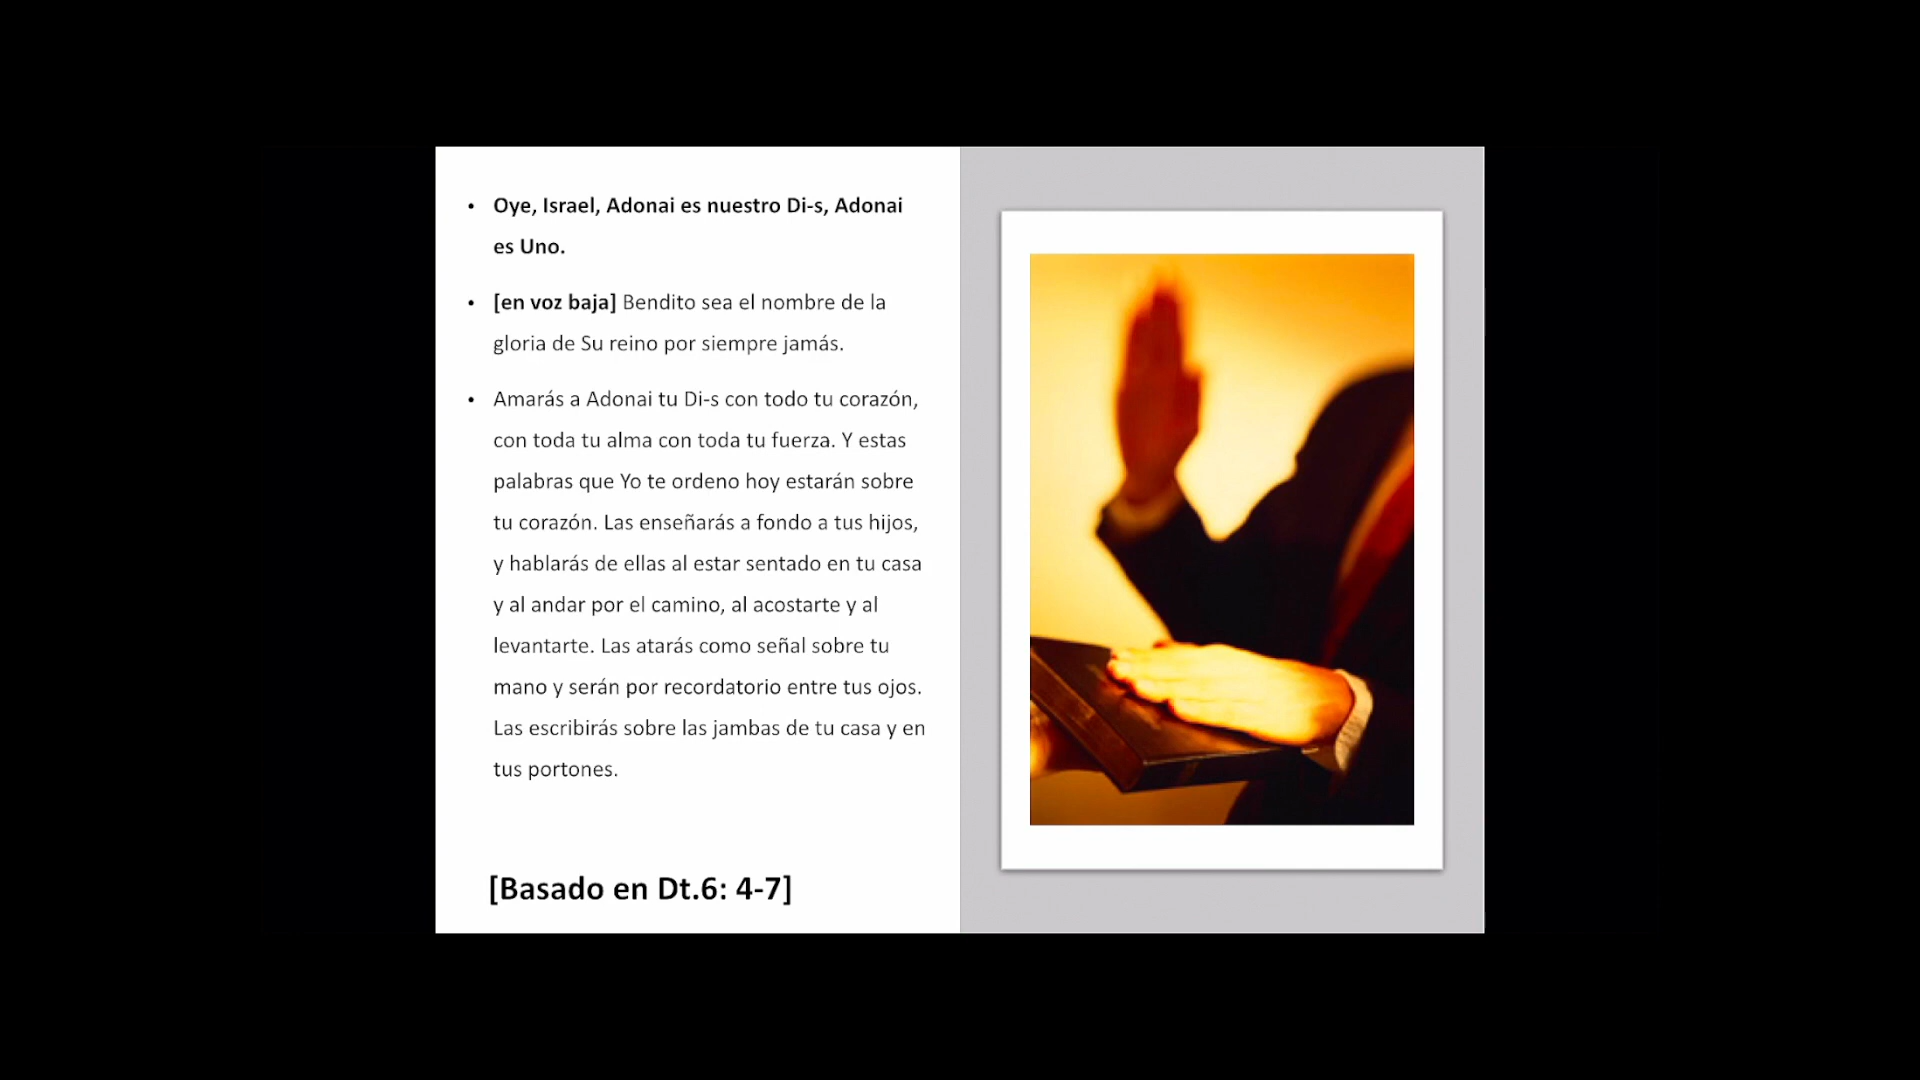 • Oye, Israel, Adonai es nuestro Di-s, Adonai
es Uno.
• [en voz baja] Bendito sea el nombre de la
gloria de Su reino por siempre jamás.
• Amarás a Adonai tu Di-s con todo tu corazón,
con toda tu alma con toda tu fuerza. Y estas
palabras que Yo te ordeno hoy estarán sobre
tu corazón. Las enseñarás a fondo a tus hijos,
y hablarás de ellas al estar sentado en tu casa
y al andar por el camino, al acostarte y al
levantarte. Las atarás como señal sobre tu
mano y serán por recordatorio entre tus ojos.
Las escribirás sobre las jambas de tu casa y en
tus portones.
[Basado en Dt.6: 4-7]